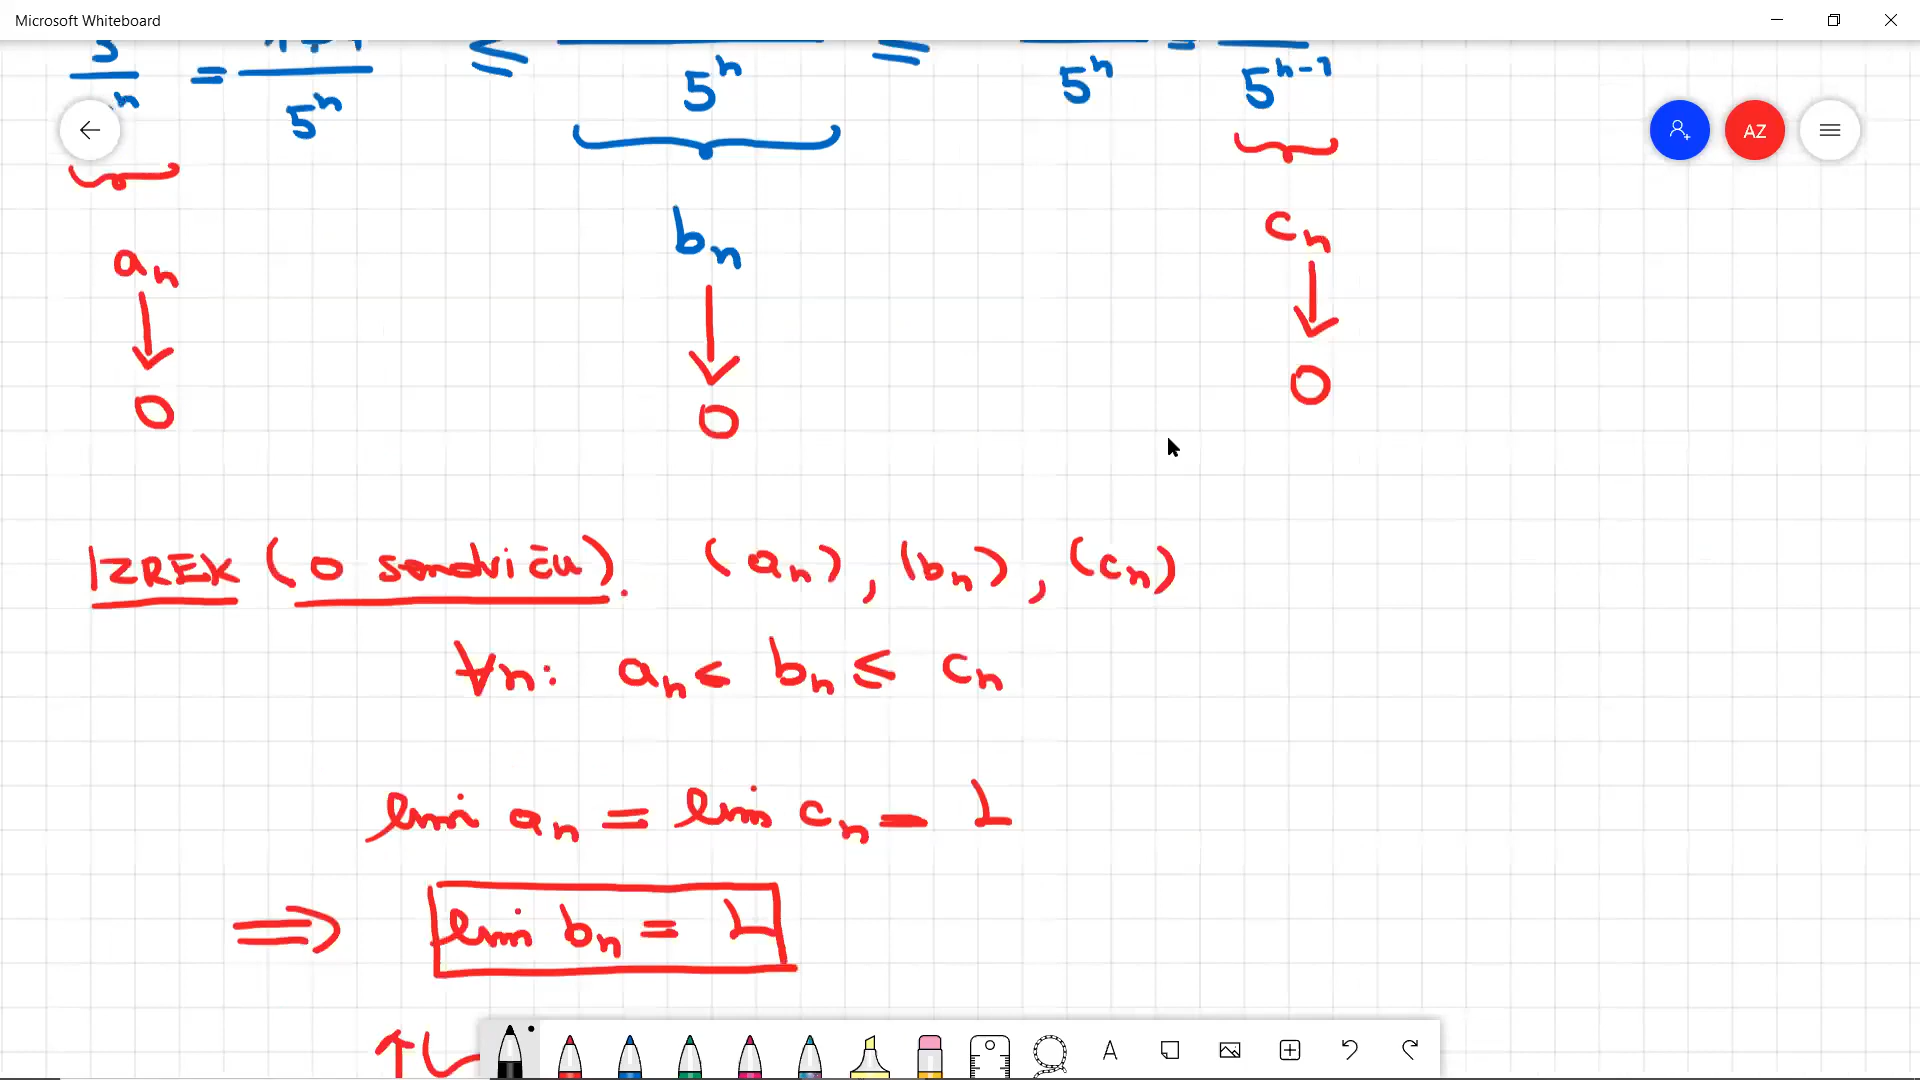 Microsoft Whiteboard
= ≤ 5ⁿ = 5ⁿ = 5ⁿ⁻¹
5ⁿ
AZ
aₙ bₙ cₙ
0 0 0
IZREK (o sendviču). (aₙ), (bₙ), (cₙ)
∀n: aₙ ≤ bₙ ≤ cₙ
lim aₙ = lim cₙ = L
⇒ lim bₙ = L